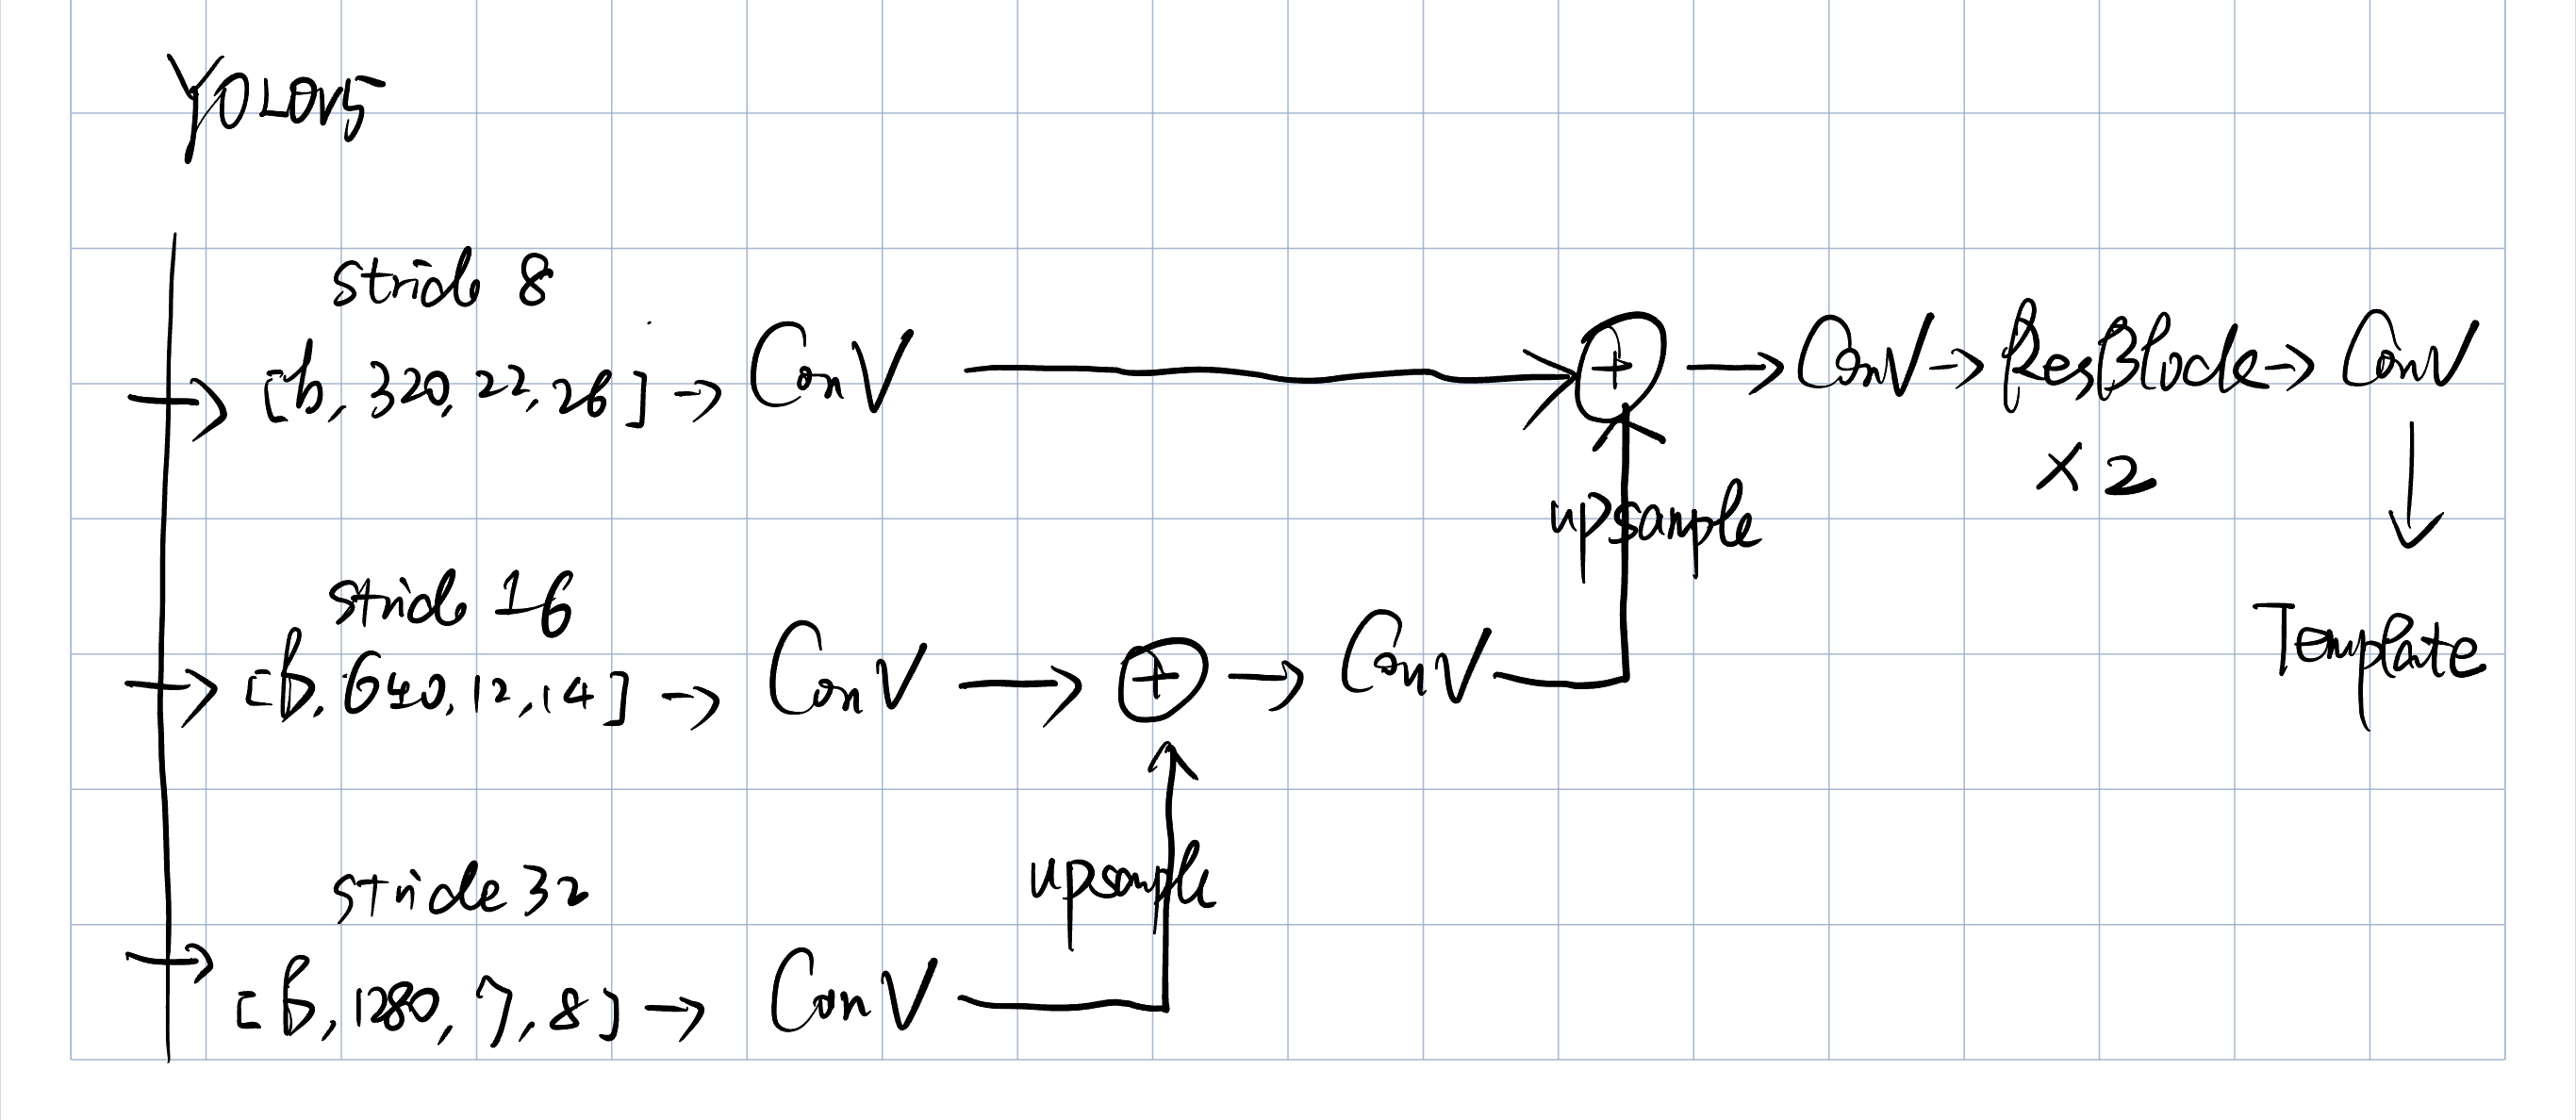 YOLOv5
stride 8
[b, 320, 22, 26] → Conv → + → Conv → ResBlock → Conv
×2
upsample
stride 16
[b, 640, 12, 14] → Conv → + → Conv
Template
upsample
stride 32
[b, 1280, 7, 8] → Conv